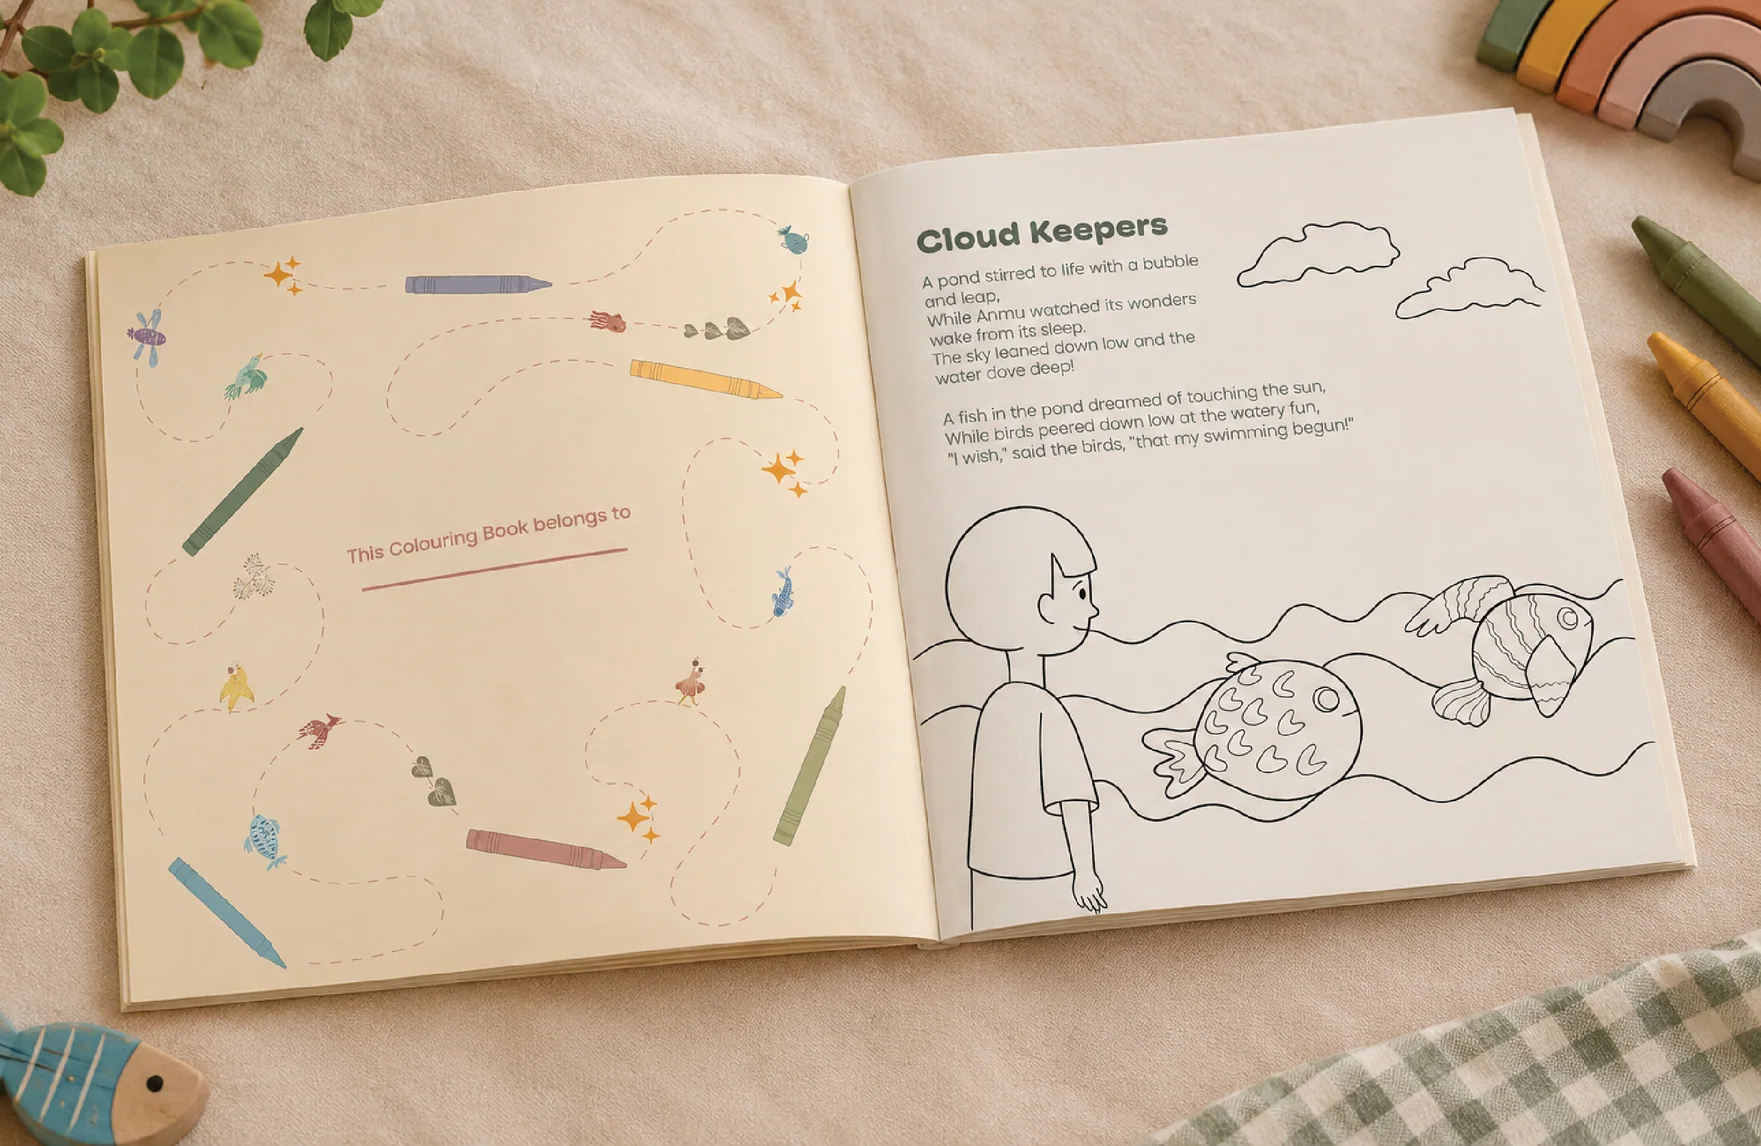 This Colouring Book belongs to
Cloud Keepers
A pond stirred to life with a bubble
and leap,
While Anmu watched its wonders
wake from its sleep.
The sky leaned down low and the
water dove deep!
A fish in the pond dreamed of touching the sun,
While birds peered down low at the watery fun,
"I wish," said the birds, "that my swimming begun!"